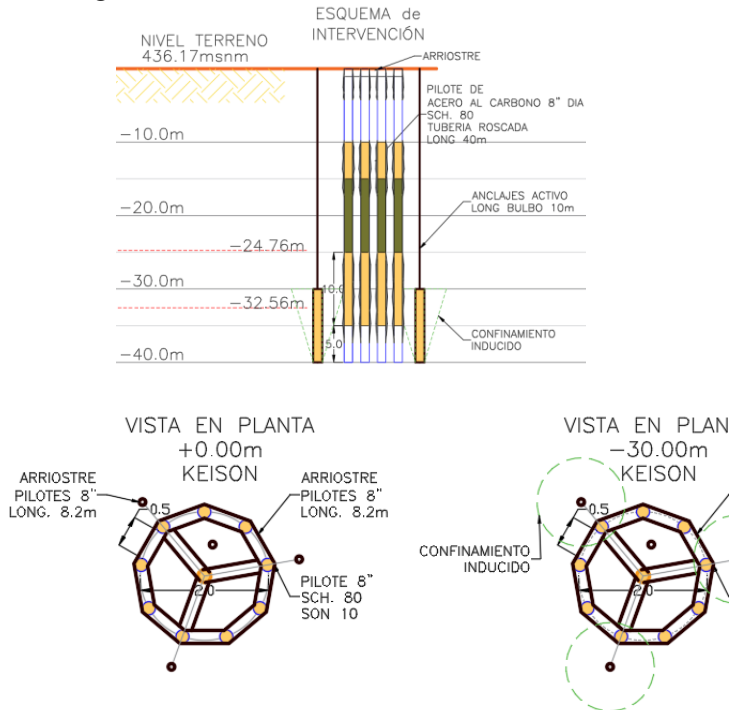 ESQUEMA de
INTERVENCIÓN
NIVEL TERRENO
436.17msnm
ARRIOSTRE
PILOTE DE
ACERO AL CARBONO 8" DIA
SCH. 80
TUBERIA ROSCADA
LONG 40m
-10.0m
ANCLAJES ACTIVO
LONG BULBO 10m
-20.0m
-24.76m
-30.0m
10.0
-32.56m
CONFINAMIENTO
INDUCIDO
5.0
-40.0m
VISTA EN PLANTA
+0.00m
KEISON
ARRIOSTRE
PILOTES 8"
LONG. 8.2m
0.5
ARRIOSTRE
PILOTES 8"
LONG. 8.2m
2.0
PILOTE 8"
SCH. 80
SON 10
VISTA EN PLAN
-30.00m
KEISON
0.5
CONFINAMIENTO
INDUCIDO
2.0